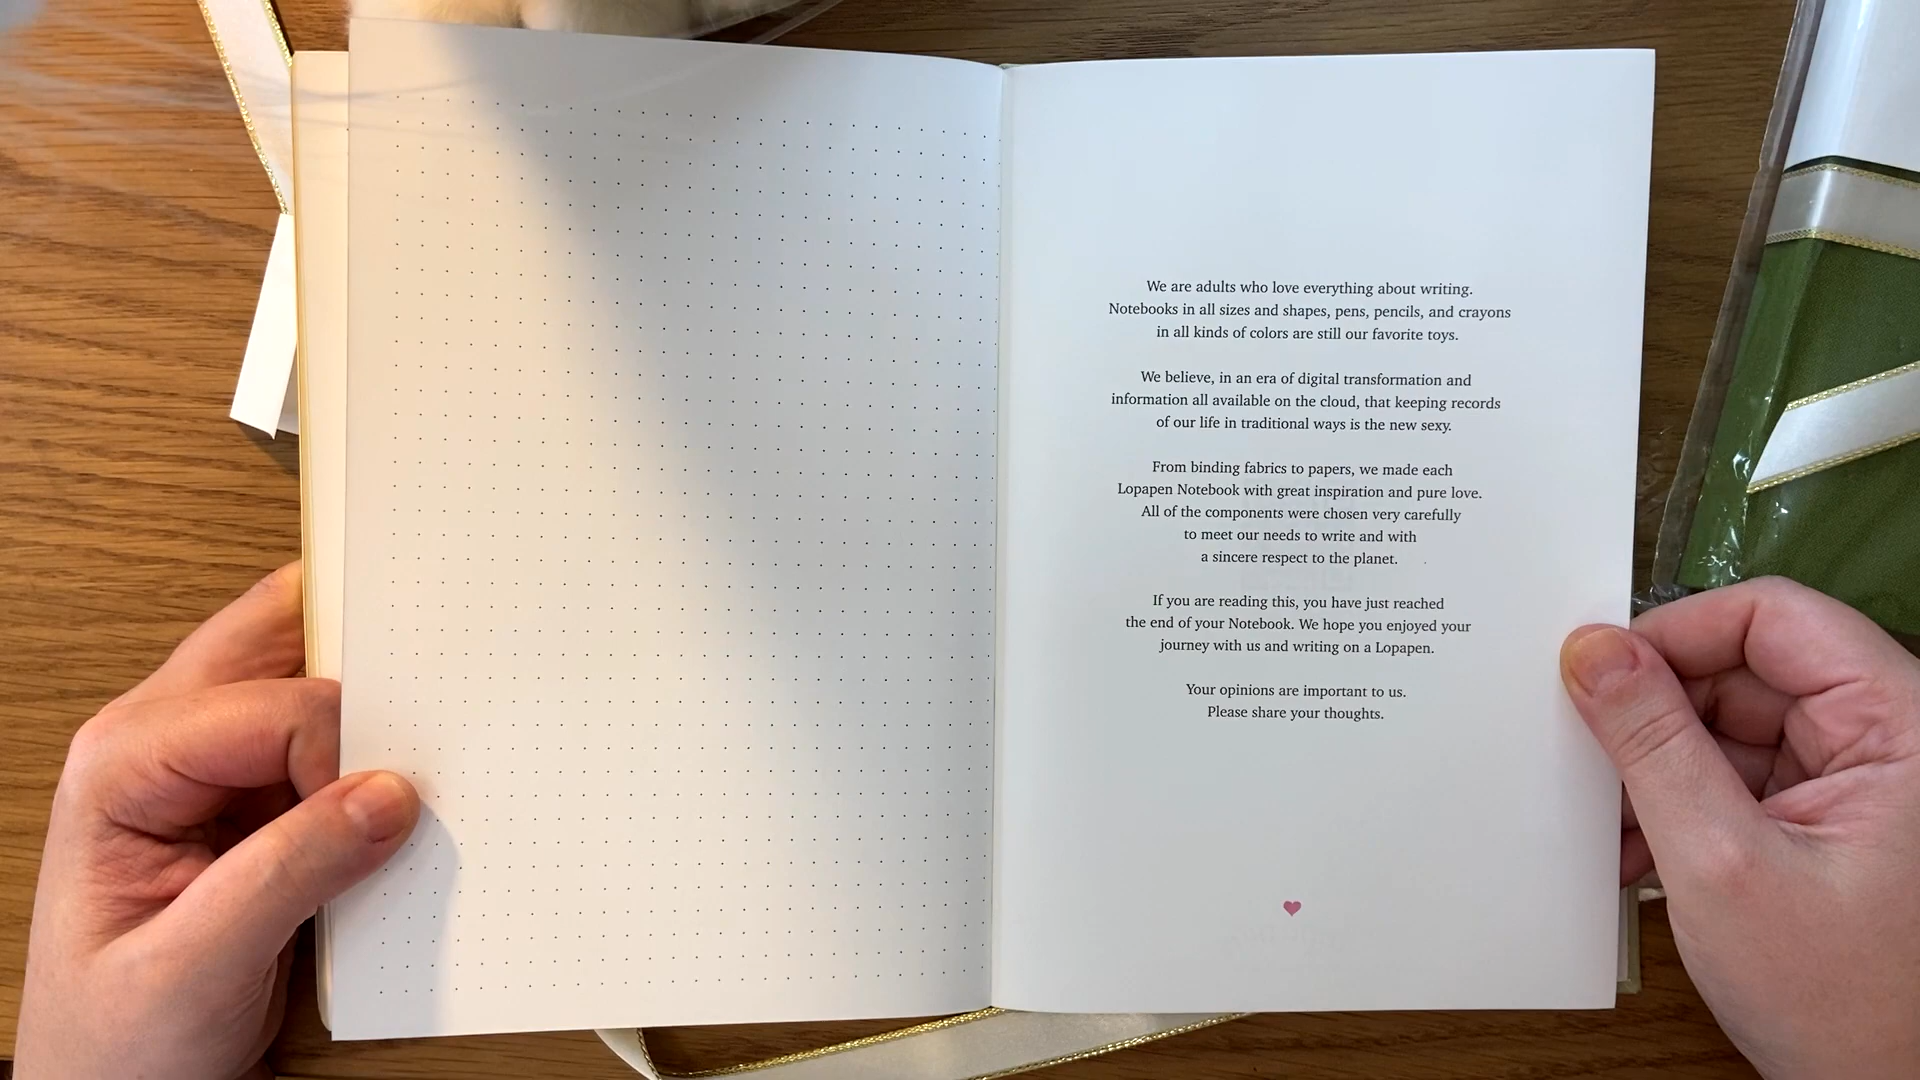 We are adults who love everything about writing.
Notebooks in all sizes and shapes, pens, pencils, and crayons
in all kinds of colors are still our favorite toys.
We believe, in an era of digital transformation and
information all available on the cloud, that keeping records
of our life in traditional ways is the new sexy.
From binding fabrics to papers, we made each
Lopapen Notebook with great inspiration and pure love.
All of the components were chosen very carefully
to meet our needs to write and with
a sincere respect to the planet.
If you are reading this, you have just reached
the end of your Notebook. We hope you enjoyed your
journey with us and writing on a Lopapen.
Your opinions are important to us.
Please share your thoughts.